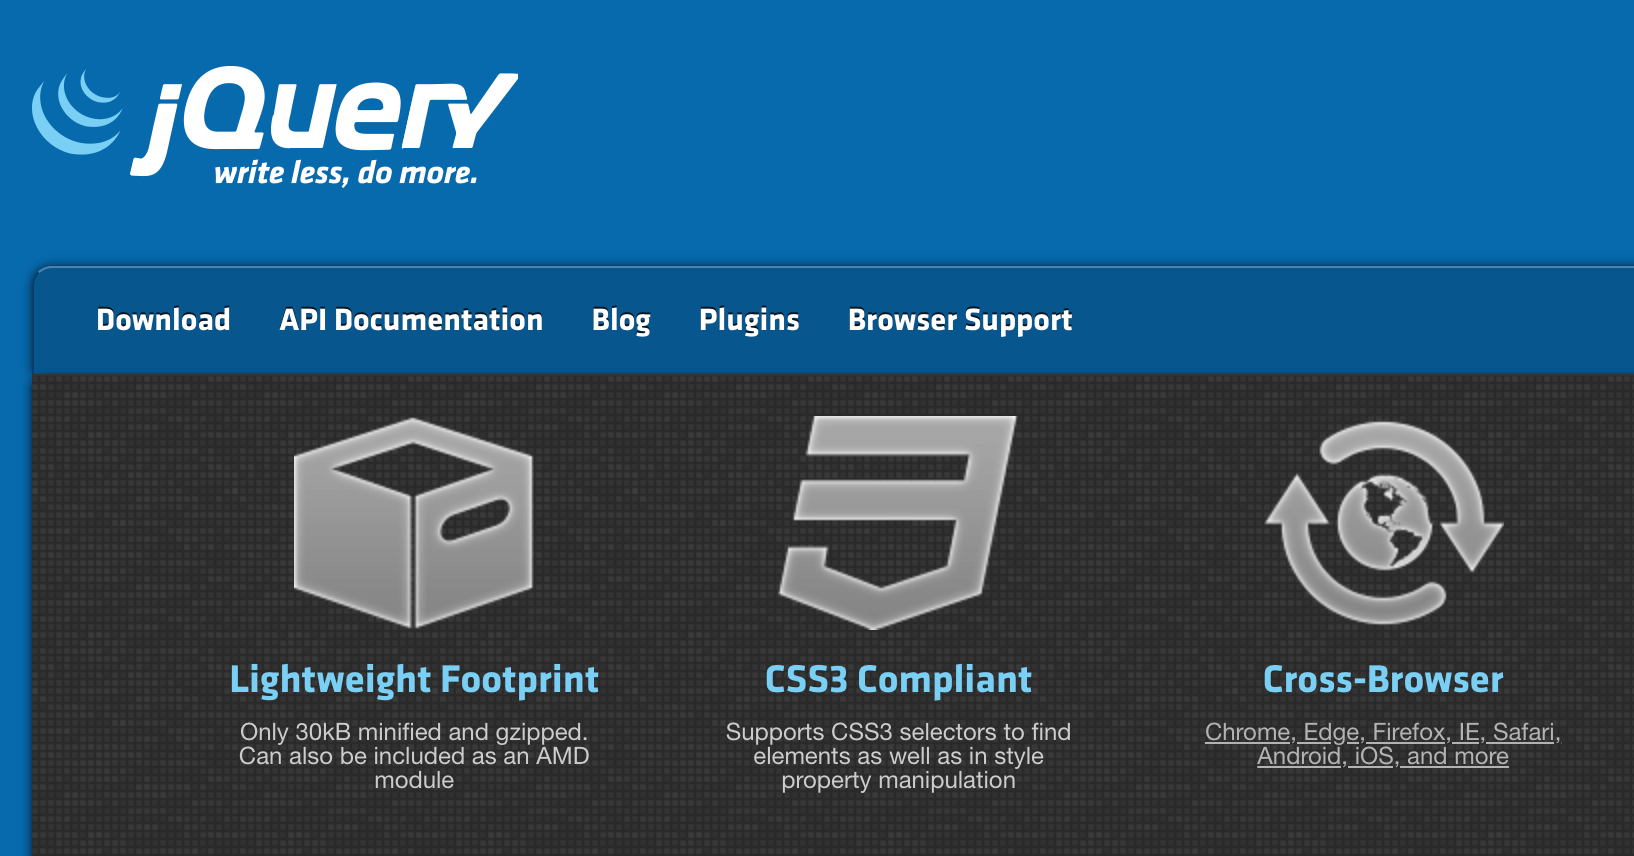 jQuery
write less, do more.
Download API Documentation Blog Plugins Browser Support
Lightweight Footprint
Only 30kB minified and gzipped.
Can also be included as an AMD
module
CSS3 Compliant
Supports CSS3 selectors to find
elements as well as in style
property manipulation
Cross-Browser
Chrome, Edge, Firefox, IE, Safari,
Android, iOS, and more